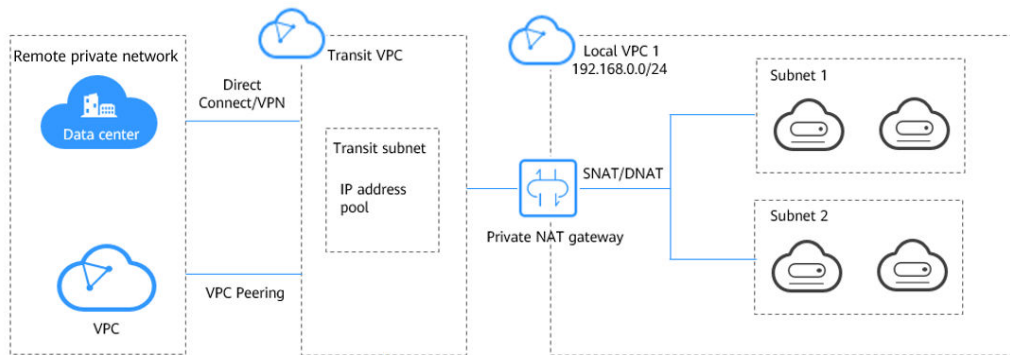 Remote private network
Data center
VPC
Direct
Connect/VPN
VPC Peering
Transit VPC
Transit subnet
IP address
pool
Private NAT gateway
SNAT/DNAT
Local VPC 1
192.168.0.0/24
Subnet 1
Subnet 2